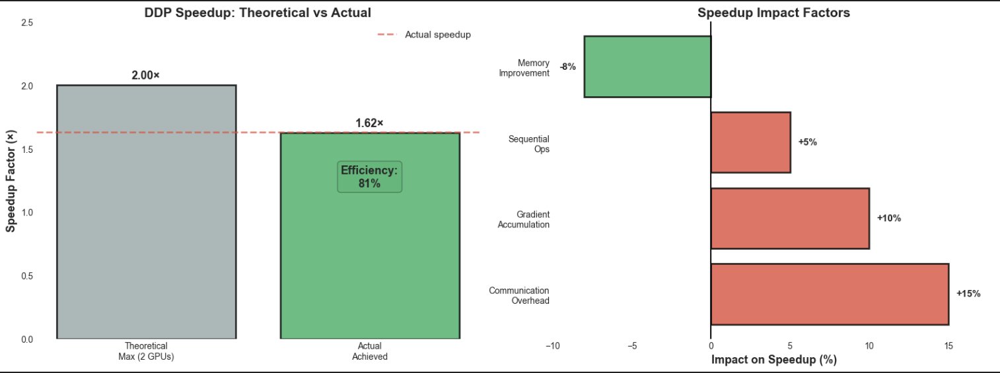 DDP Speedup: Theoretical vs Actual
Actual speedup
Speedup Factor (×)
2.5
2.0
1.5
1.0
0.5
0.0
2.00×
1.62×
Efficiency:
81%
Theoretical
Max (2 GPUs)
Actual
Achieved
Speedup Impact Factors
Memory
Improvement
-8%
Sequential
Ops
+5%
Gradient
Accumulation
+10%
Communication
Overhead
+15%
−10
−5
0
5
10
15
Impact on Speedup (%)